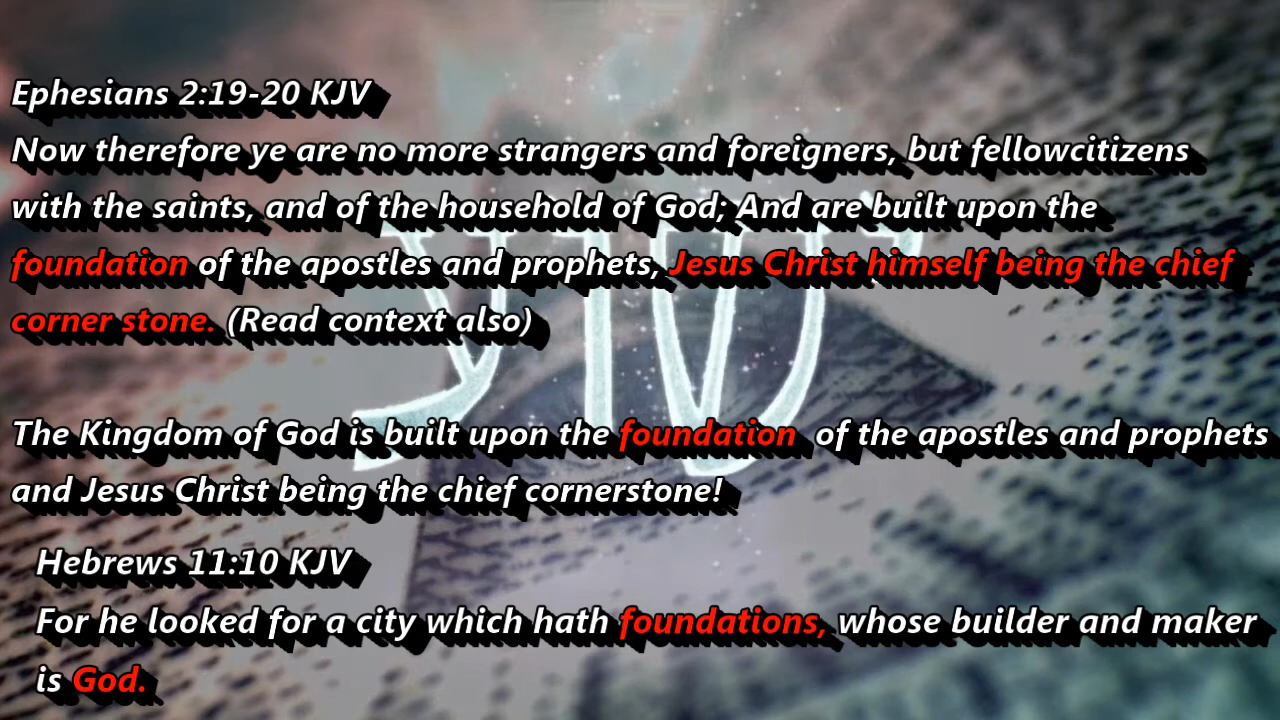 Ephesians 2:19-20 KJV
Now therefore ye are no more strangers and foreigners, but fellowcitizens
with the saints, and of the household of God; And are built upon the
foundation of the apostles and prophets, Jesus Christ himself being the chief
corner stone. (Read context also)
The Kingdom of God is built upon the foundation of the apostles and prophets
and Jesus Christ being the chief cornerstone!
Hebrews 11:10 KJV
For he looked for a city which hath foundations, whose builder and maker
is God.
ישוע